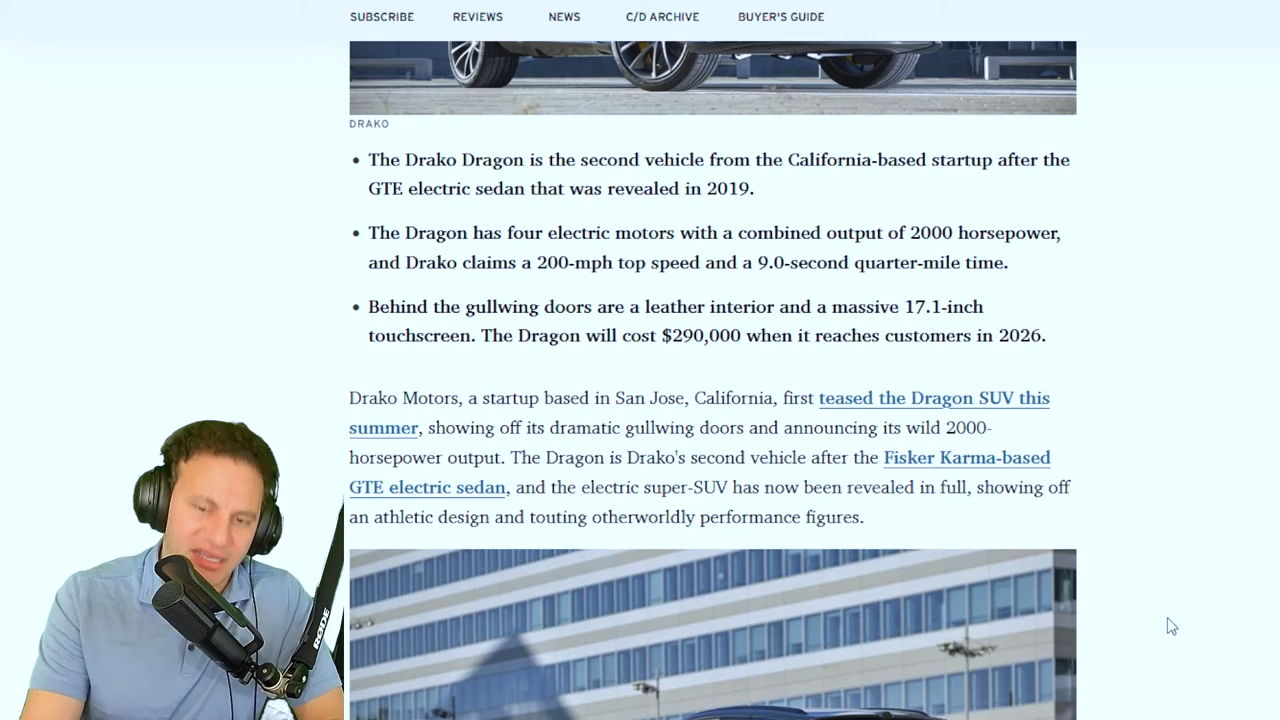 SUBSCRIBE REVIEWS NEWS C/D ARCHIVE BUYER'S GUIDE
DRAKO
• The Drako Dragon is the second vehicle from the California-based startup after the
GTE electric sedan that was revealed in 2019.
• The Dragon has four electric motors with a combined output of 2000 horsepower,
and Drako claims a 200-mph top speed and a 9.0-second quarter-mile time.
• Behind the gullwing doors are a leather interior and a massive 17.1-inch
touchscreen. The Dragon will cost $290,000 when it reaches customers in 2026.
Drako Motors, a startup based in San Jose, California, first teased the Dragon SUV this
summer, showing off its dramatic gullwing doors and announcing its wild 2000-
horsepower output. The Dragon is Drako's second vehicle after the Fisker Karma-based
GTE electric sedan, and the electric super-SUV has now been revealed in full, showing off
an athletic design and touting otherworldly performance figures.
RØDE